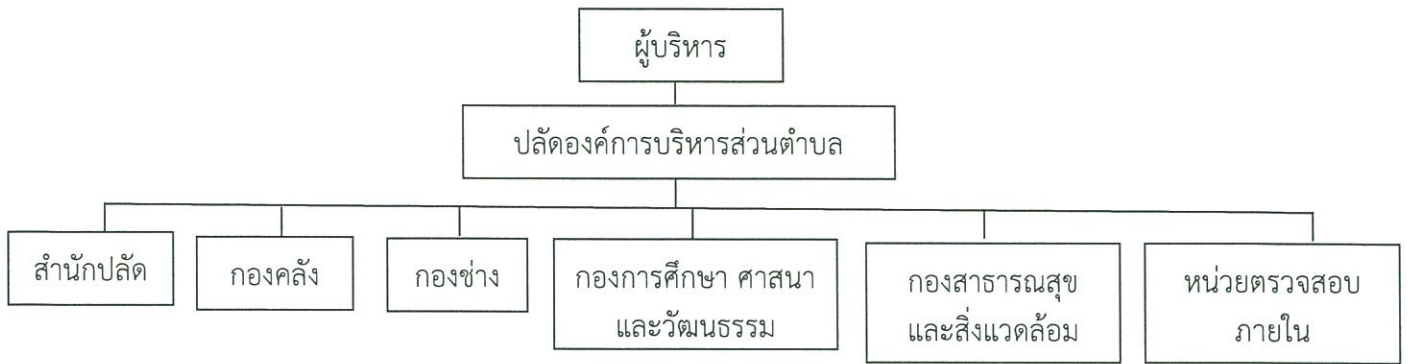 ผู้บริหาร
ปลัดองค์การบริหารส่วนตำบล
สำนักปลัด
กองคลัง
กองช่าง
กองการศึกษา ศาสนา
และวัฒนธรรม
กองสาธารณสุข
และสิ่งแวดล้อม
หน่วยตรวจสอบ
ภายใน